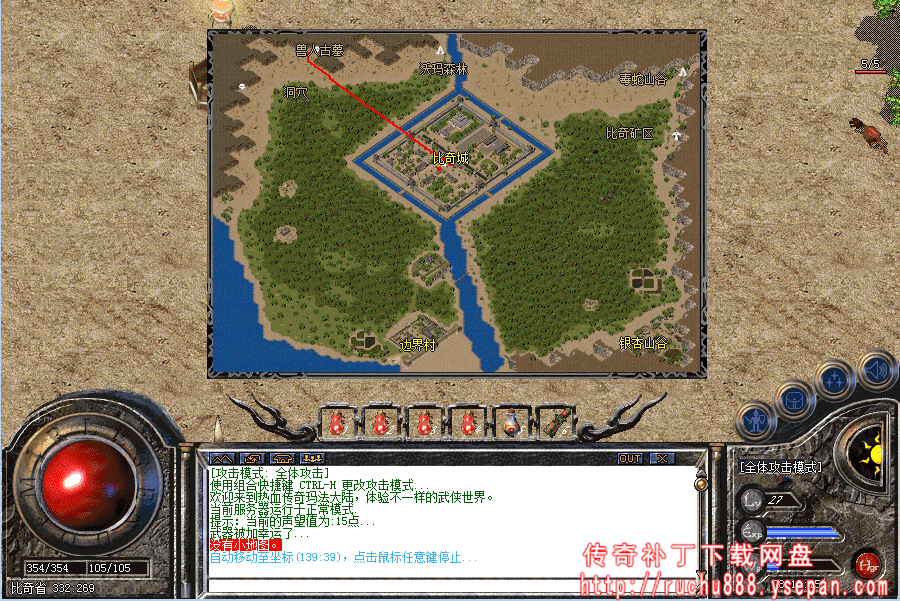 兽人古墓
沃玛森林
毒蛇山谷
洞穴
比奇矿区
比奇城
边界村
银杏山谷
5/5
OUT
[攻击模式: 全体攻击]
使用组合快捷键 CTRL-H 更改攻击模式...
欢迎来到热血传奇玛法大陆，体验不一样的武侠世界。
当前服务器运行于正常模式
提示: 当前的声望值为:15点...
武器被加幸运了...
没有小地图。
自动移动至坐标(139:39), 点击鼠标任意键停止...
354/354
105/105
比奇省 332:269
[全体攻击模式]
27
传奇补丁下载网盘
http://ruchu888.ysepan.com